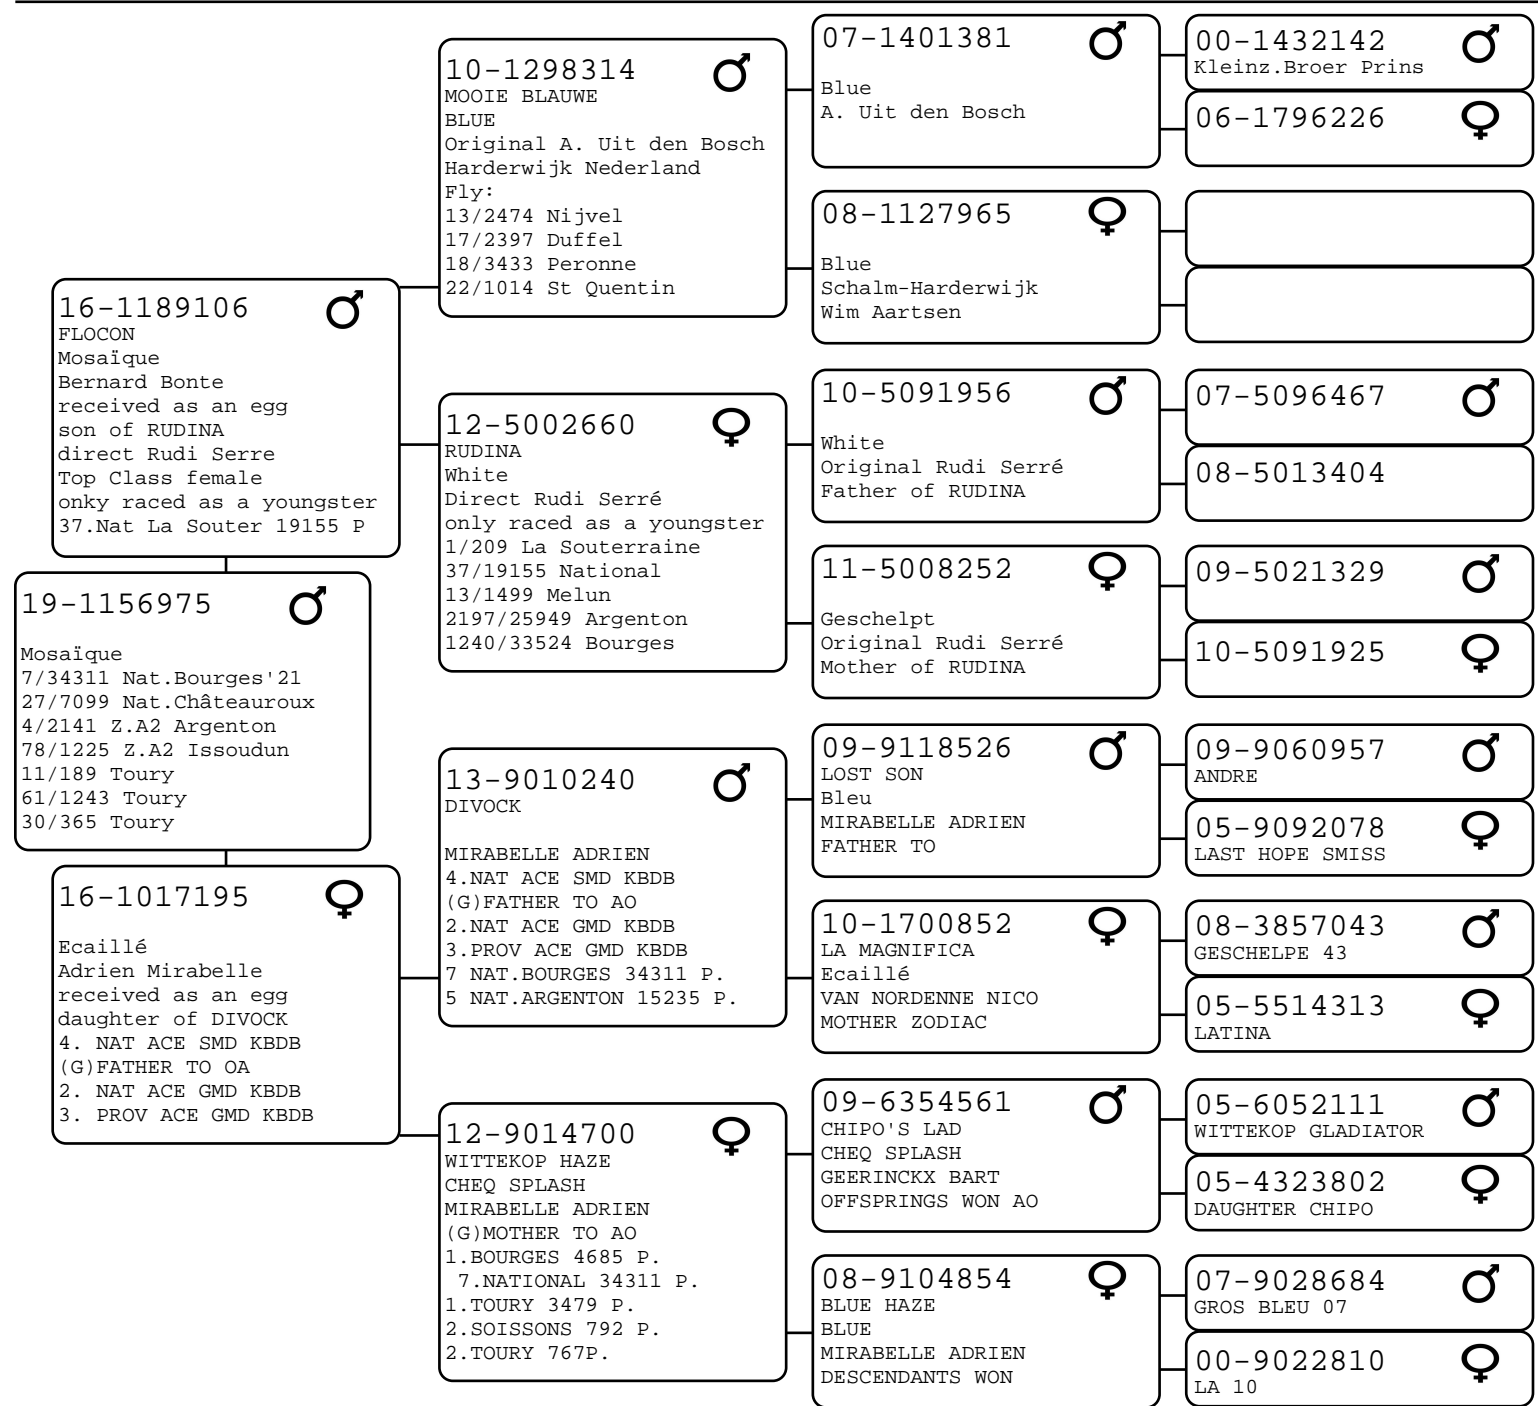 16-1189106
FLOCON
Mosaïque
Bernard Bonte
received as an egg
son of RUDINA
direct Rudi Serre
Top Class female
onky raced as a youngster
37.Nat La Souter 19155 P
19-1156975
Mosaïque
7/34311 Nat.Bourges'21
27/7099 Nat.Châteauroux
4/2141 Z.A2 Argenton
78/1225 Z.A2 Issoudun
11/189 Toury
61/1243 Toury
30/365 Toury
16-1017195
Ecaillé
Adrien Mirabelle
received as an egg
daughter of DIVOCK
4. NAT ACE SMD KBDB
(G)FATHER TO OA
2. NAT ACE GMD KBDB
3. PROV ACE GMD KBDB
10-1298314
MOOIE BLAUWE
BLUE
Original A. Uit den Bosch
Harderwijk Nederland
Fly:
13/2474 Nijvel
17/2397 Duffel
18/3433 Peronne
22/1014 St Quentin
12-5002660
RUDINA
White
Direct Rudi Serré
only raced as a youngster
1/209 La Souterraine
37/19155 National
13/1499 Melun
2197/25949 Argenton
1240/33524 Bourges
13-9010240
DIVOCK
MIRABELLE ADRIEN
4.NAT ACE SMD KBDB
(G)FATHER TO AO
2.NAT ACE GMD KBDB
3.PROV ACE GMD KBDB
7 NAT.BOURGES 34311 P.
5 NAT.ARGENTON 15235 P.
12-9014700
WITTEKOP HAZE
CHEQ SPLASH
MIRABELLE ADRIEN
(G)MOTHER TO AO
1.BOURGES 4685 P.
7.NATIONAL 34311 P.
1.TOURY 3479 P.
2.SOISSONS 792 P.
2.TOURY 767P.
07-1401381
Blue
A. Uit den Bosch
08-1127965
Blue
Schalm-Harderwijk
Wim Aartsen
10-5091956
White
Original Rudi Serré
Father of RUDINA
11-5008252
Geschelpt
Original Rudi Serré
Mother of RUDINA
09-9118526
LOST SON
Bleu
MIRABELLE ADRIEN
FATHER TO
10-1700852
LA MAGNIFICA
Ecaillé
VAN NORDENNE NICO
MOTHER ZODIAC
09-6354561
CHIPO'S LAD
CHEQ SPLASH
GEERINCKX BART
OFFSPRINGS WON AO
08-9104854
BLUE HAZE
BLUE
MIRABELLE ADRIEN
DESCENDANTS WON
00-1432142
Kleinz.Broer Prins
06-1796226
07-5096467
08-5013404
09-5021329
10-5091925
09-9060957
ANDRE
05-9092078
LAST HOPE SMISS
08-3857043
GESCHELPE 43
05-5514313
LATINA
05-6052111
WITTEKOP GLADIATOR
05-4323802
DAUGHTER CHIPO
07-9028684
GROS BLEU 07
00-9022810
LA 10